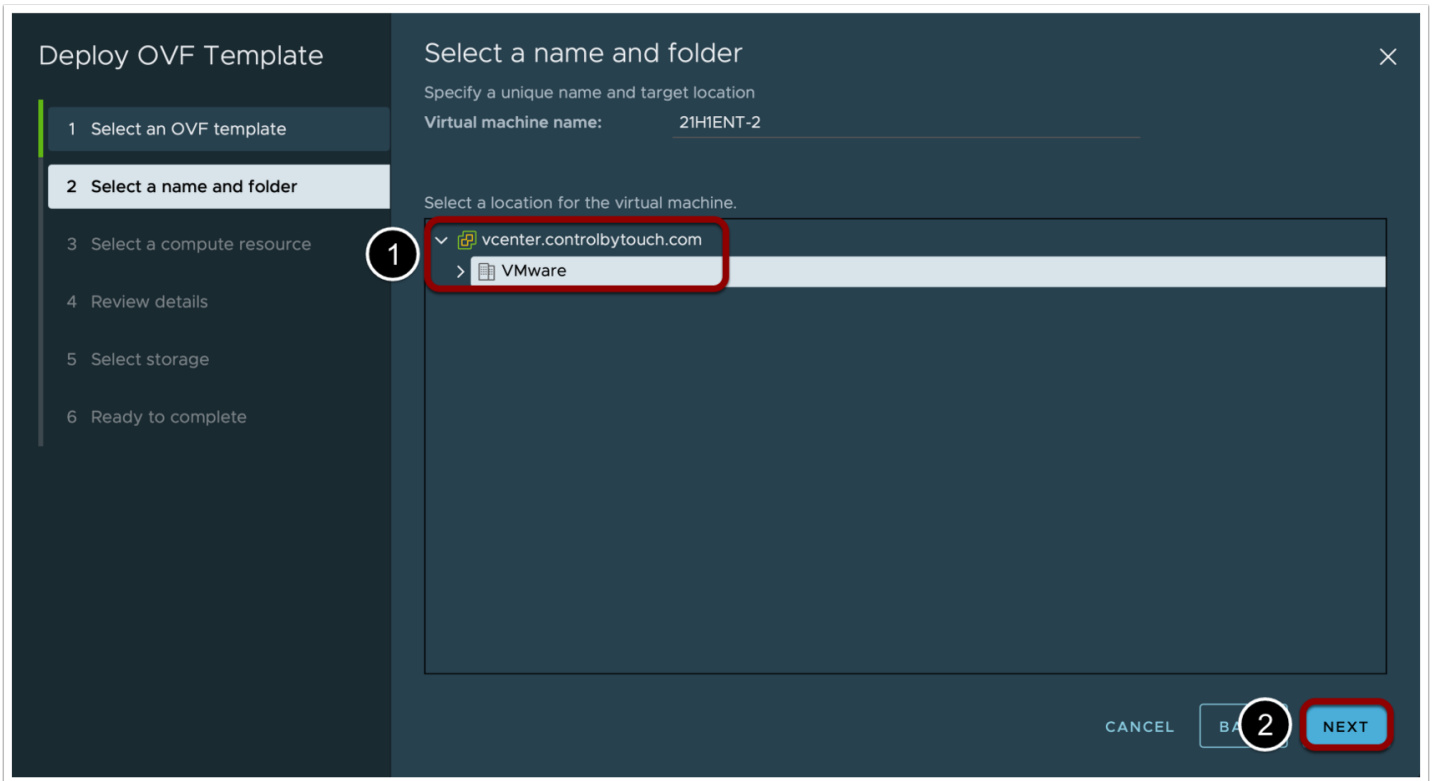 Deploy OVF Template
1 Select an OVF template
2 Select a name and folder
3 Select a compute resource
4 Review details
5 Select storage
6 Ready to complete
Select a name and folder
Specify a unique name and target location
Virtual machine name: 21H1ENT-2
Select a location for the virtual machine.
1
vcenter.controlbytouch.com
VMware
CANCEL BA 2 NEXT